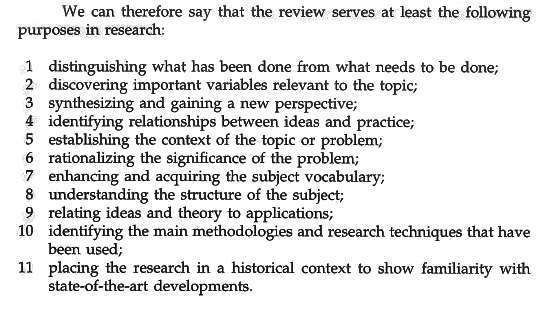 We can therefore say that the review serves at least the following
purposes in research:
1 distinguishing what has been done from what needs to be done;
2 discovering important variables relevant to the topic;
3 synthesizing and gaining a new perspective;
4 identifying relationships between ideas and practice;
5 establishing the context of the topic or problem;
6 rationalizing the significance of the problem;
7 enhancing and acquiring the subject vocabulary;
8 understanding the structure of the subject;
9 relating ideas and theory to applications;
10 identifying the main methodologies and research techniques that have
been used;
11 placing the research in a historical context to show familiarity with
state-of-the-art developments.